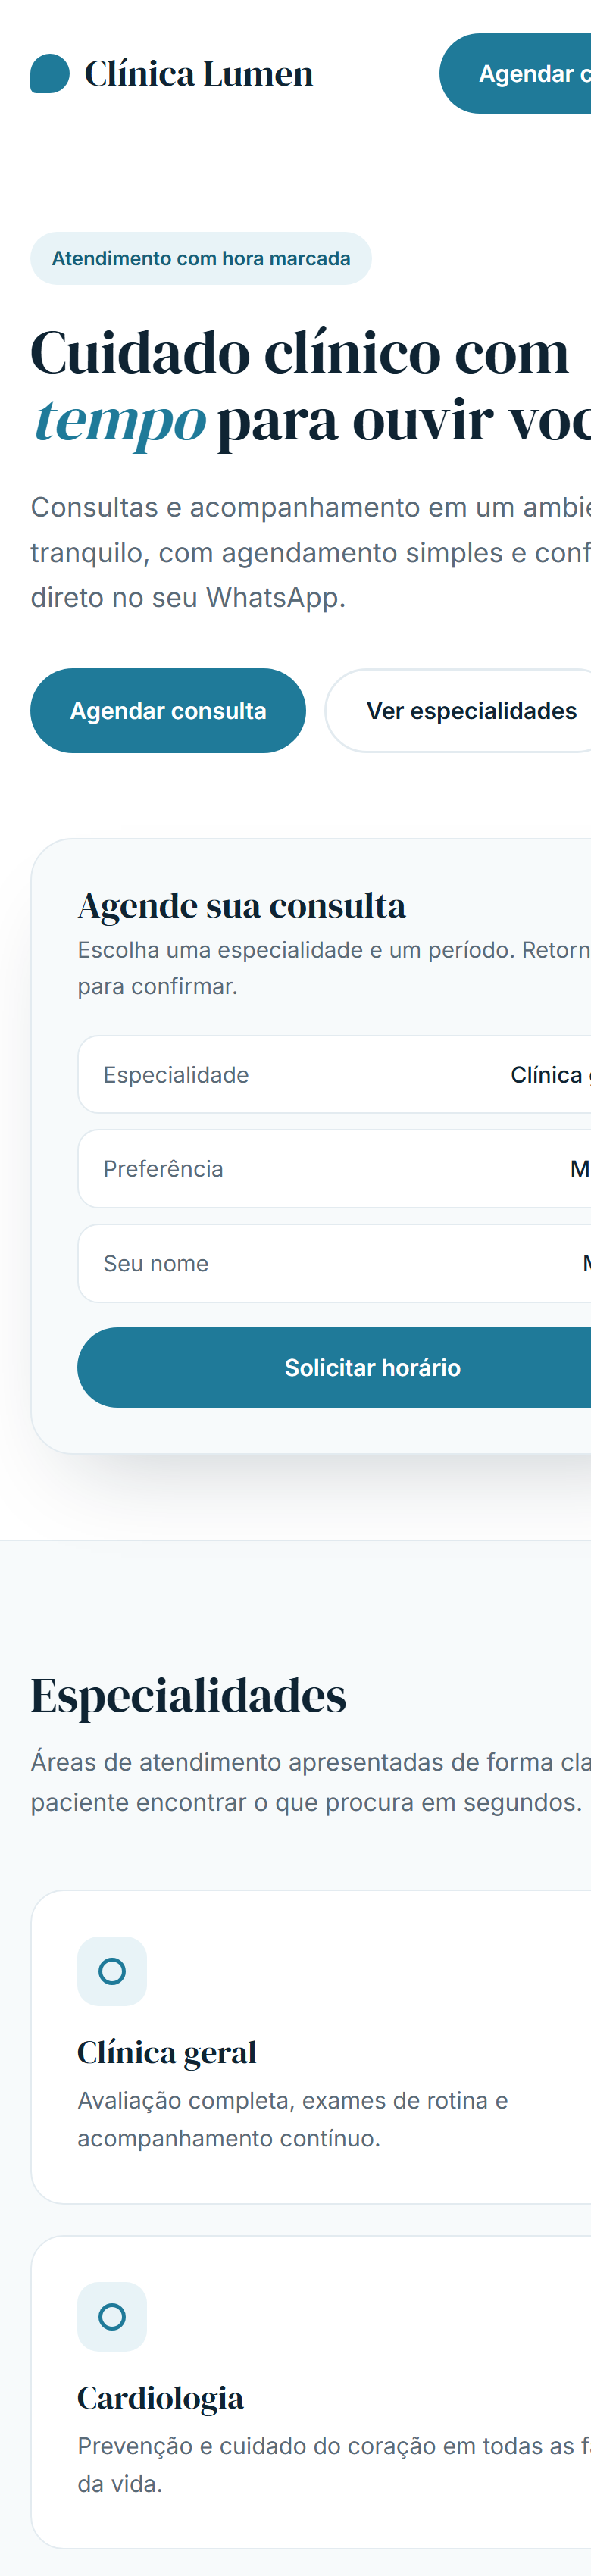 Clínica Lumen
Agendar c
Atendimento com hora marcada
Cuidado clínico com
tempo para ouvir voc
Consultas e acompanhamento em um ambie
tranquilo, com agendamento simples e conf
direto no seu WhatsApp.
Agendar consulta
Ver especialidades
Agende sua consulta
Escolha uma especialidade e um período. Retorn
para confirmar.
Especialidade
Clínica g
Preferência
M
Seu nome
M
Solicitar horário
Especialidades
Áreas de atendimento apresentadas de forma cla
paciente encontrar o que procura em segundos.
Clínica geral
Avaliação completa, exames de rotina e
acompanhamento contínuo.
Cardiologia
Prevenção e cuidado do coração em todas as fa
da vida.